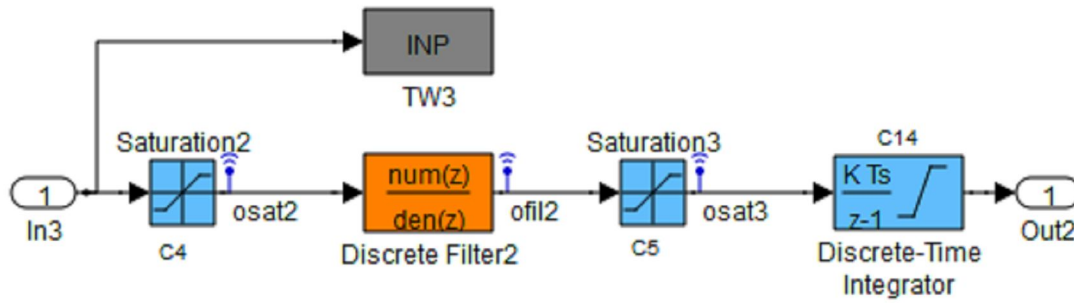 INP
TW3
Saturation2
Saturation3
C14
1
In3
osat2
C4
num(z)
den(z)
ofil2
Discrete Filter2
osat3
C5
K Ts
z-1
Discrete-Time
Integrator
1
Out2